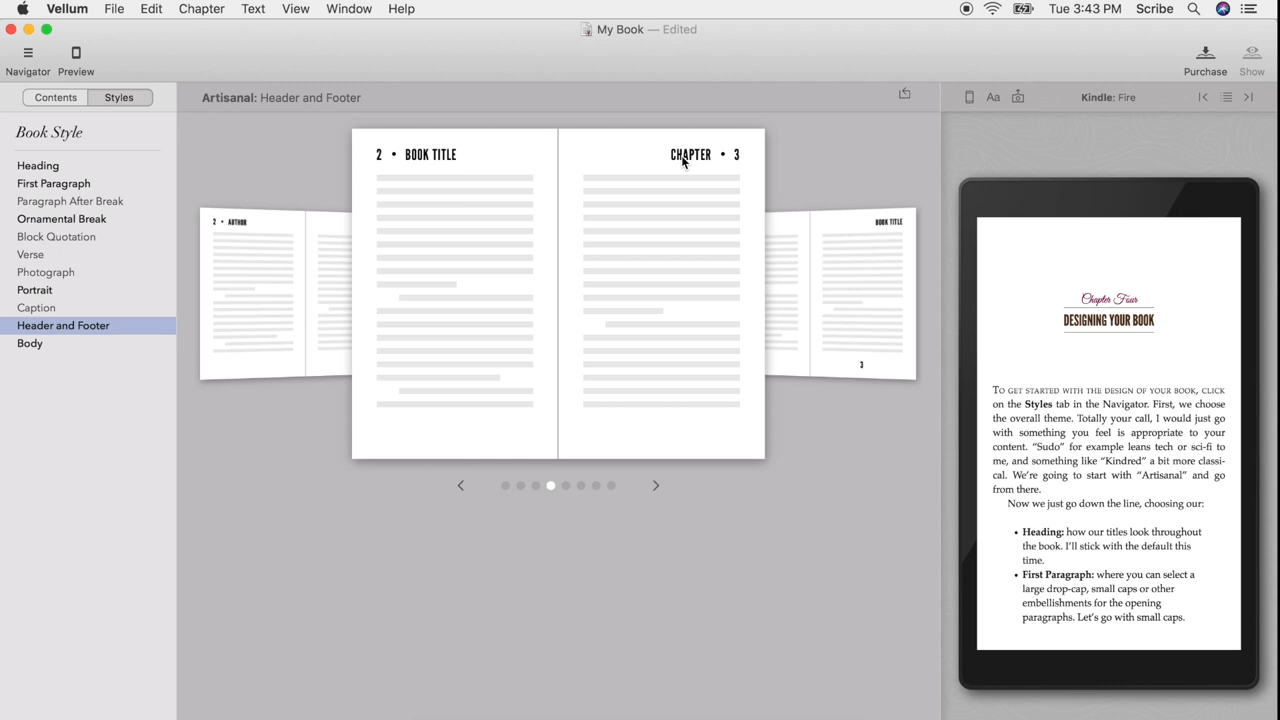 Vellum File Edit Chapter Text View Window Help Tue 3:43 PM Scribe
My Book — Edited
Navigator Preview Purchase Show
Contents Styles
Artisanal: Header and Footer
Aa
Kindle: Fire
Book Style
Heading
First Paragraph
Paragraph After Break
Ornamental Break
Block Quotation
Verse
Photograph
Portrait
Caption
Header and Footer
Body
2 • AUTHOR
2 • BOOK TITLE
CHAPTER • 3
BOOK TITLE
3
Chapter Four
DESIGNING YOUR BOOK
TO GET STARTED WITH THE DESIGN OF YOUR BOOK, CLICK
on the Styles tab in the Navigator. First, we choose
the overall theme. Totally your call, I would just go
with something you feel is appropriate to your
content. “Sudo” for example leans tech or sci-fi to
me, and something like “Kindred” a bit more classi-
cal. We’re going to start with “Artisanal” and go
from there.
Now we just go down the line, choosing our:
• Heading: how our titles look throughout
the book. I’ll stick with the default this
time.
• First Paragraph: where you can select a
large drop-cap, small caps or other
embellishments for the opening
paragraphs. Let’s go with small caps.